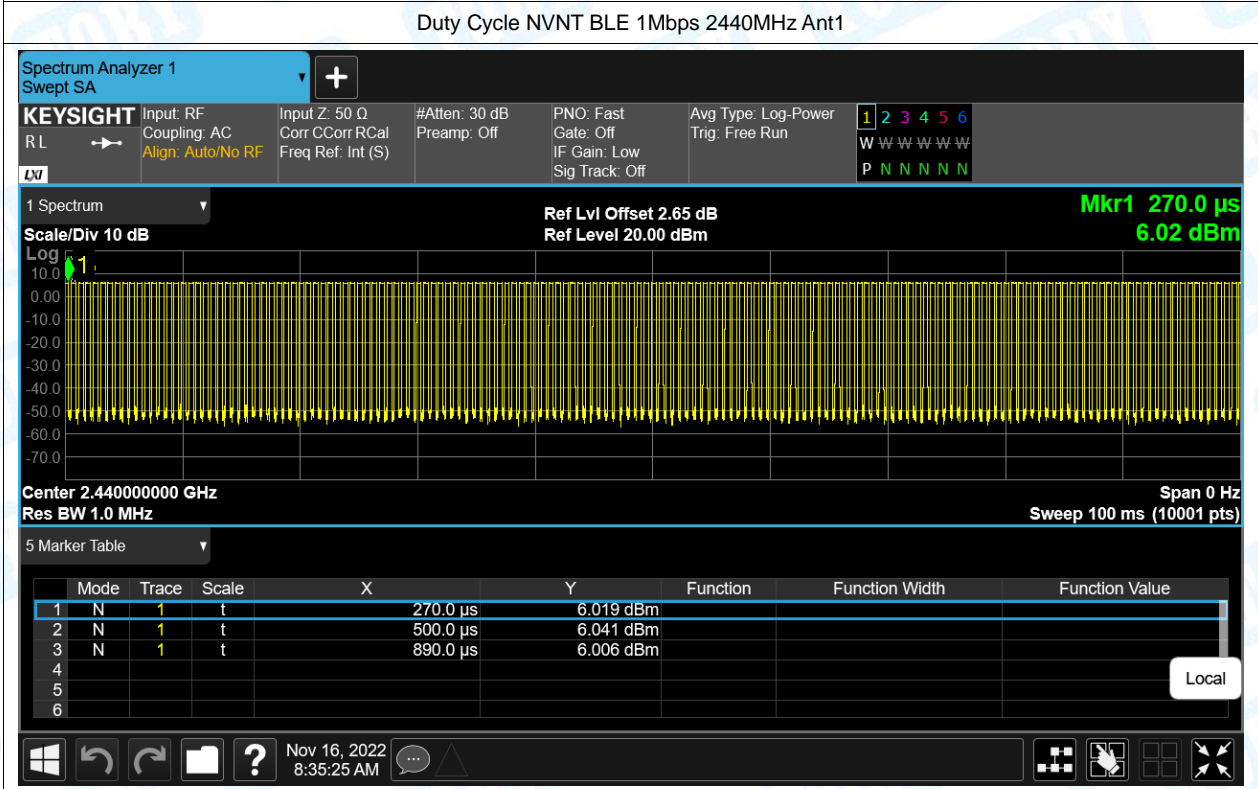 Duty Cycle NVNT BLE 1Mbps 2440MHz Ant1
Spectrum Analyzer 1
Swept SA
KEYSIGHT
R L
LXI
Input: RF
Coupling: AC
Align: Auto/No RF
Input Z: 50 Ω
Corr CCorr RCal
Freq Ref: Int (S)
#Atten: 30 dB
Preamp: Off
PNO: Fast
Gate: Off
IF Gain: Low
Sig Track: Off
Avg Type: Log-Power
Trig: Free Run
1 2 3 4 5 6
W W W W W W
P N N N N N
1 Spectrum
Scale/Div 10 dB
Ref Lvl Offset 2.65 dB
Ref Level 20.00 dBm
Mkr1 270.0 µs
6.02 dBm
Log
1
10.0
0.00
-10.0
-20.0
-30.0
-40.0
-50.0
-60.0
-70.0
Center 2.440000000 GHz
Res BW 1.0 MHz
Span 0 Hz
Sweep 100 ms (10001 pts)
5 Marker Table
Mode Trace Scale X Y Function Function Width Function Value
1 N 1 t 270.0 µs 6.019 dBm
2 N 1 t 500.0 µs 6.041 dBm
3 N 1 t 890.0 µs 6.006 dBm
4
5
6
Local
?
Nov 16, 2022
8:35:25 AM